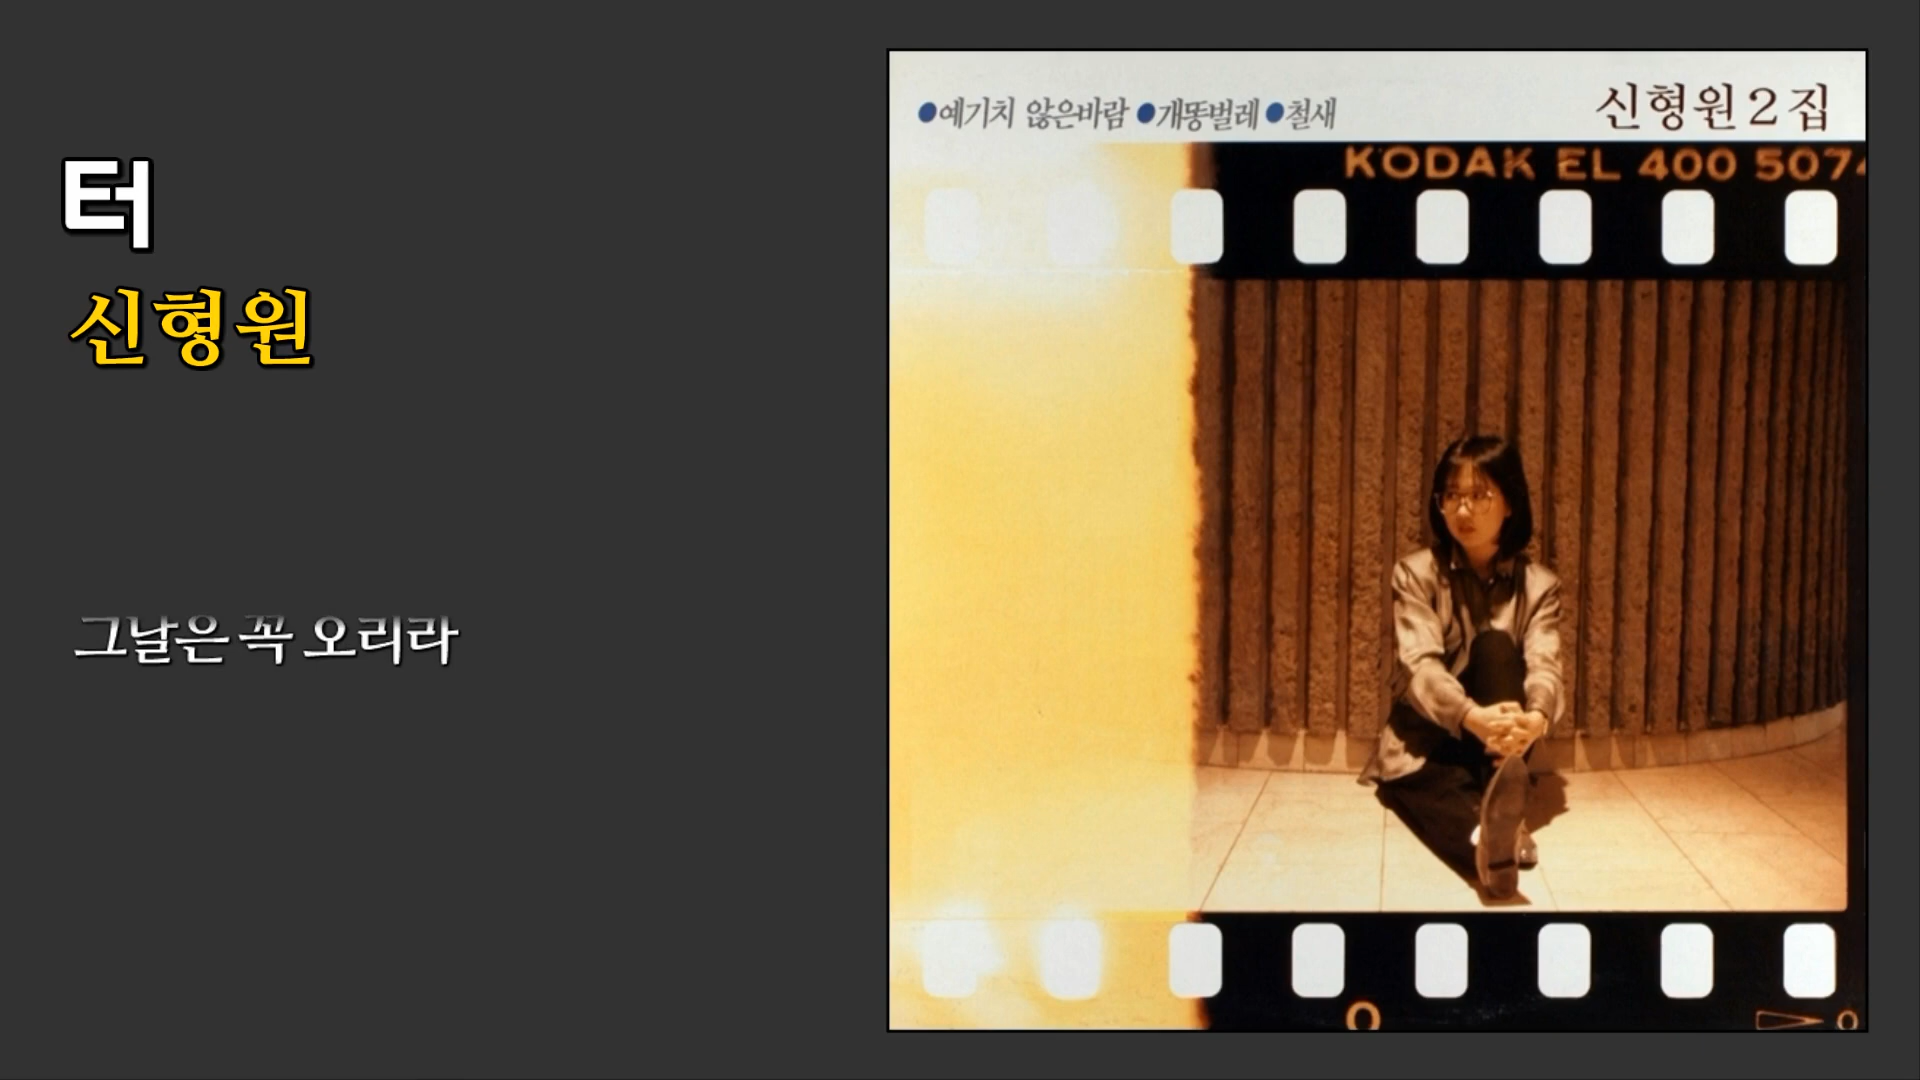 터
신형원
그날은 꼭 오리라
●예기치 않은바람 ●개똥벌레 ●철새
신형원 2 집
KODAK EL 400 507